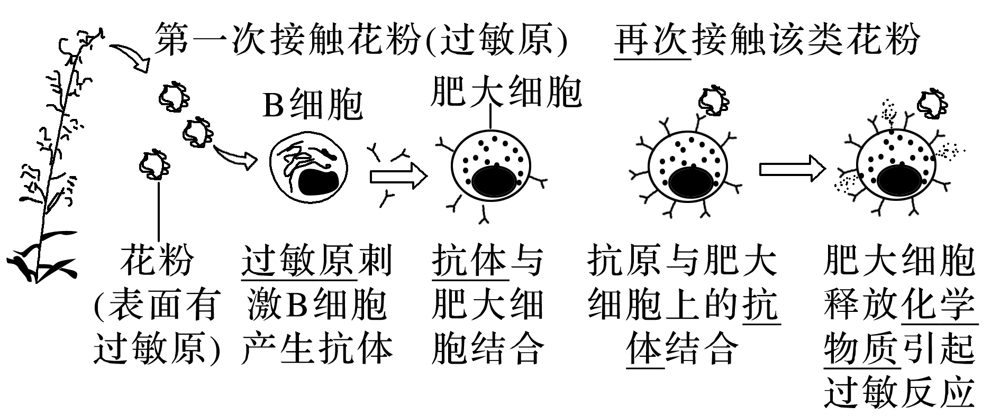 第一次接触花粉(过敏原)
再次接触该类花粉
B细胞
肥大细胞
花粉
(表面有
过敏原)
过敏原刺
激B细胞
产生抗体
抗体与
肥大细
胞结合
抗原与肥大
细胞上的抗
体结合
肥大细胞
释放化学
物质引起
过敏反应